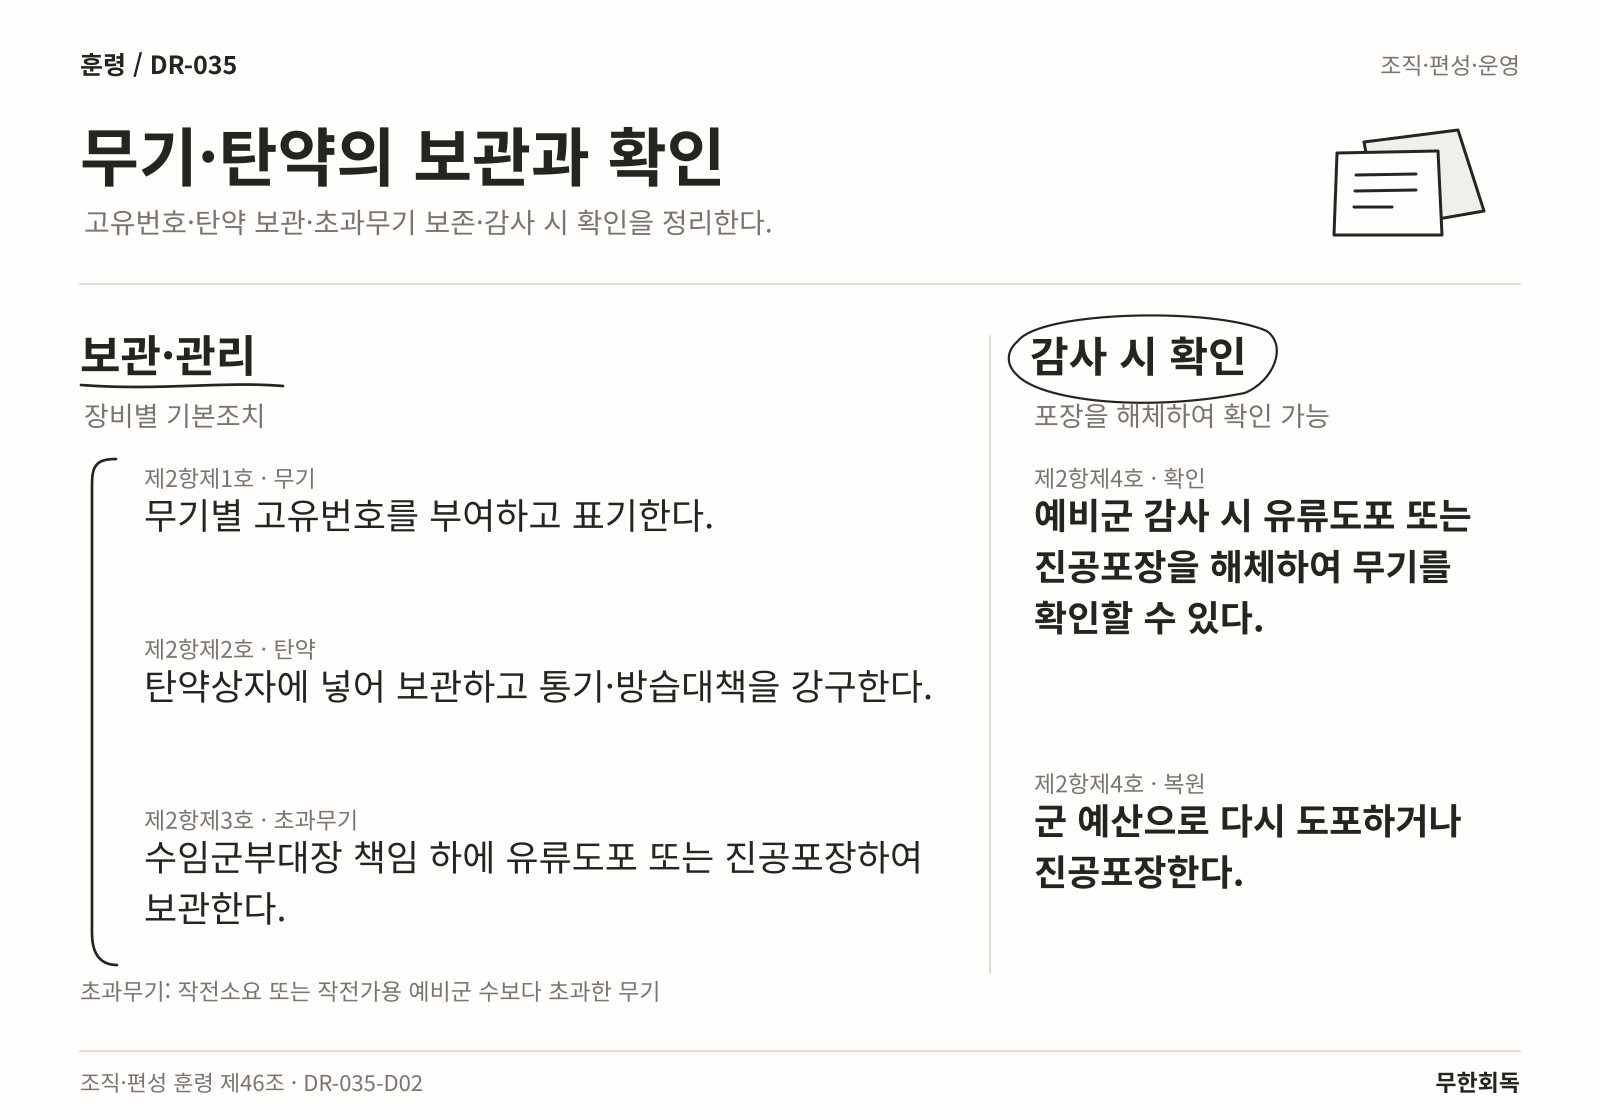 훈령 / DR-035
조직·편성·운영
무기·탄약의 보관과 확인
고유번호·탄약 보관·초과무기 보존·감사 시 확인을 정리한다.
보관·관리
장비별 기본조치
제2항제1호 · 무기
무기별 고유번호를 부여하고 표기한다.
제2항제2호 · 탄약
탄약상자에 넣어 보관하고 통기·방습대책을 강구한다.
제2항제3호 · 초과무기
수임군부대장 책임 하에 유류도포 또는 진공포장하여
보관한다.
초과무기: 작전소요 또는 작전가용 예비군 수보다 초과한 무기
감사 시 확인
포장을 해체하여 확인 가능
제2항제4호 · 확인
예비군 감사 시 유류도포 또는
진공포장을 해체하여 무기를
확인할 수 있다.
제2항제4호 · 복원
군 예산으로 다시 도포하거나
진공포장한다.
조직·편성 훈령 제46조 · DR-035-D02
무한회독